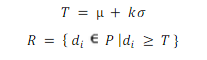 T = μ + kσ
R = { dᵢ ∈ P |dᵢ ≥ T }